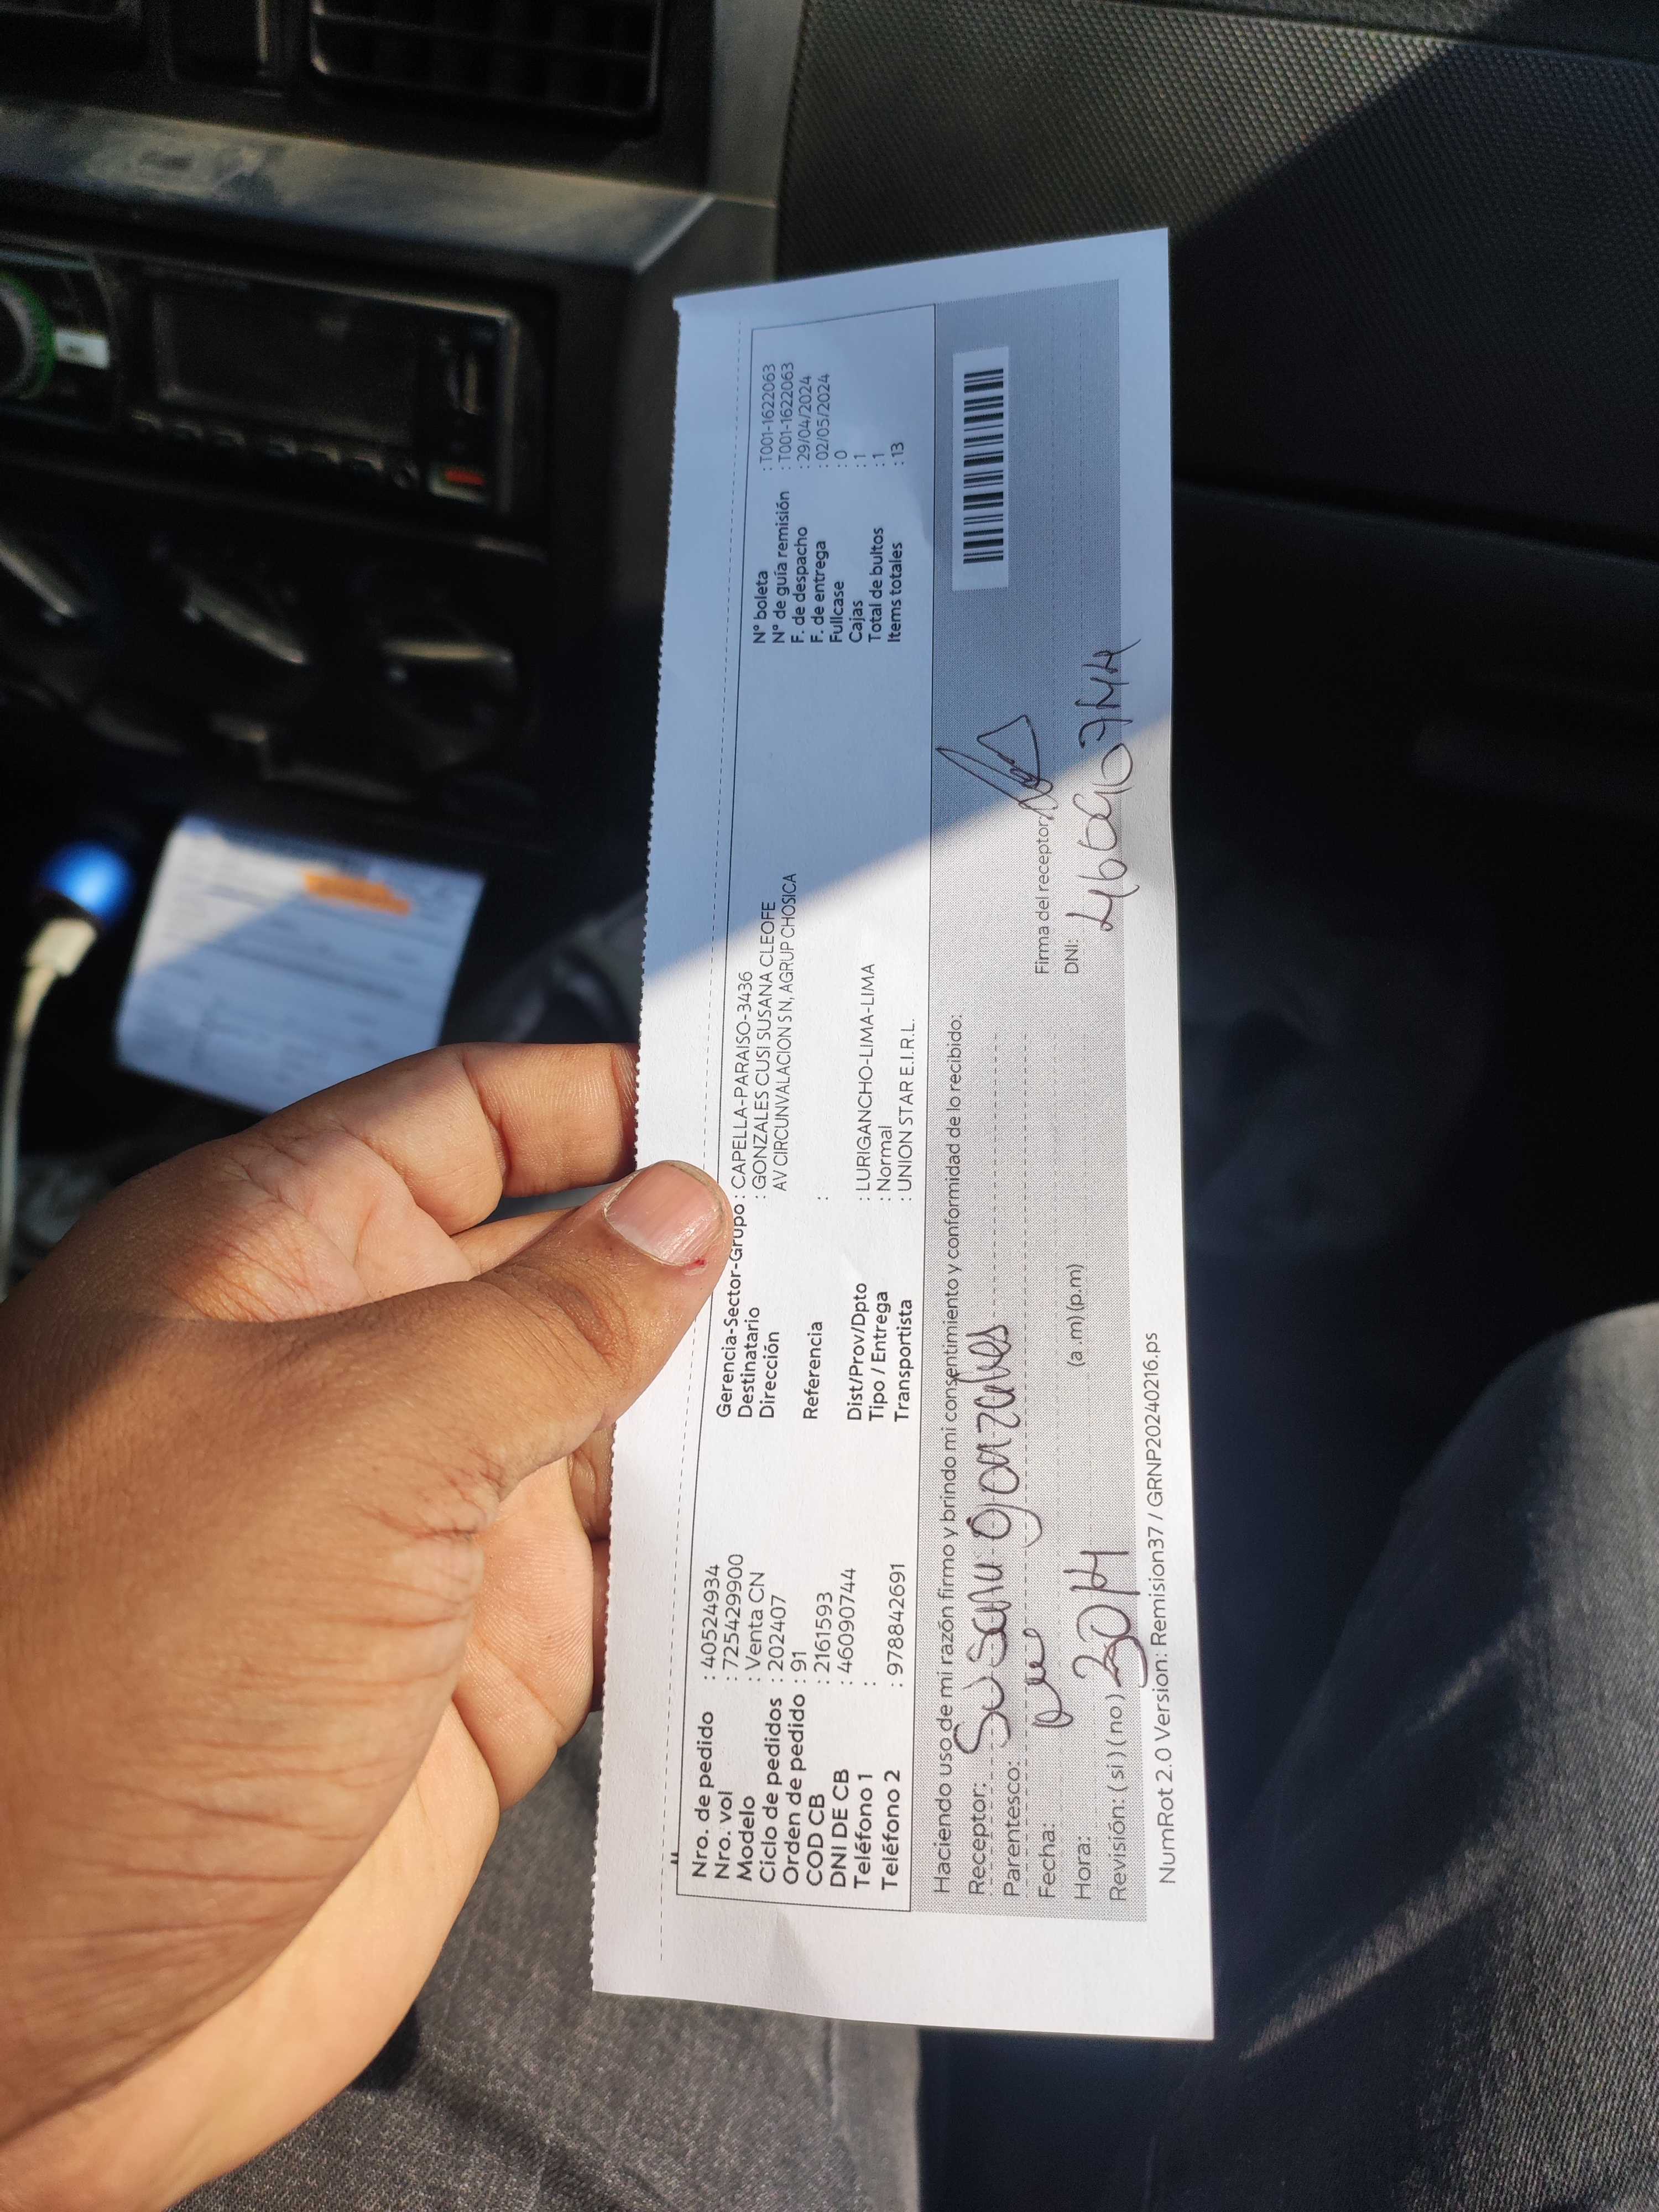 Nro. de pedido : 40524934
Nro. vol : 725429900
Modelo : Venta CN
Ciclo de pedidos : 202407
Orden de pedido : 91
COD CB : 2161593
DNI DE CB : 46090744
Teléfono 1 :
Teléfono 2 : 978842691
Gerencia-Sector-Grupo : CAPELLA-PARAISO-3436
Destinatario : GONZALES CUSI SUSANA CLEOFE
Dirección AV CIRCUNVALACION S N, AGRUP CHOSICA
Referencia :
Dist/Prov/Dpto : LURIGANCHO-LIMA-LIMA
Tipo / Entrega : Normal
Transportista : UNION STAR E.I.R.L.
N° boleta : T001-1622063
N° de guía remisión : T001-1622063
F. de despacho : 29/04/2024
F. de entrega : 02/05/2024
Fullcase : 0
Cajas : 1
Total de bultos : 1
Items totales : 13
Haciendo uso de mi razón firmo y brindo mi consentimiento y conformidad de lo recibido:
Receptor: Susana gonzales
Parentesco:
Fecha:
Hora: (a.m) (p.m)
Revisión: ( si ) ( no )
Firma del receptor
DNI:
NumRot 2.0 Version: Remision37 / GRNP20240216.ps